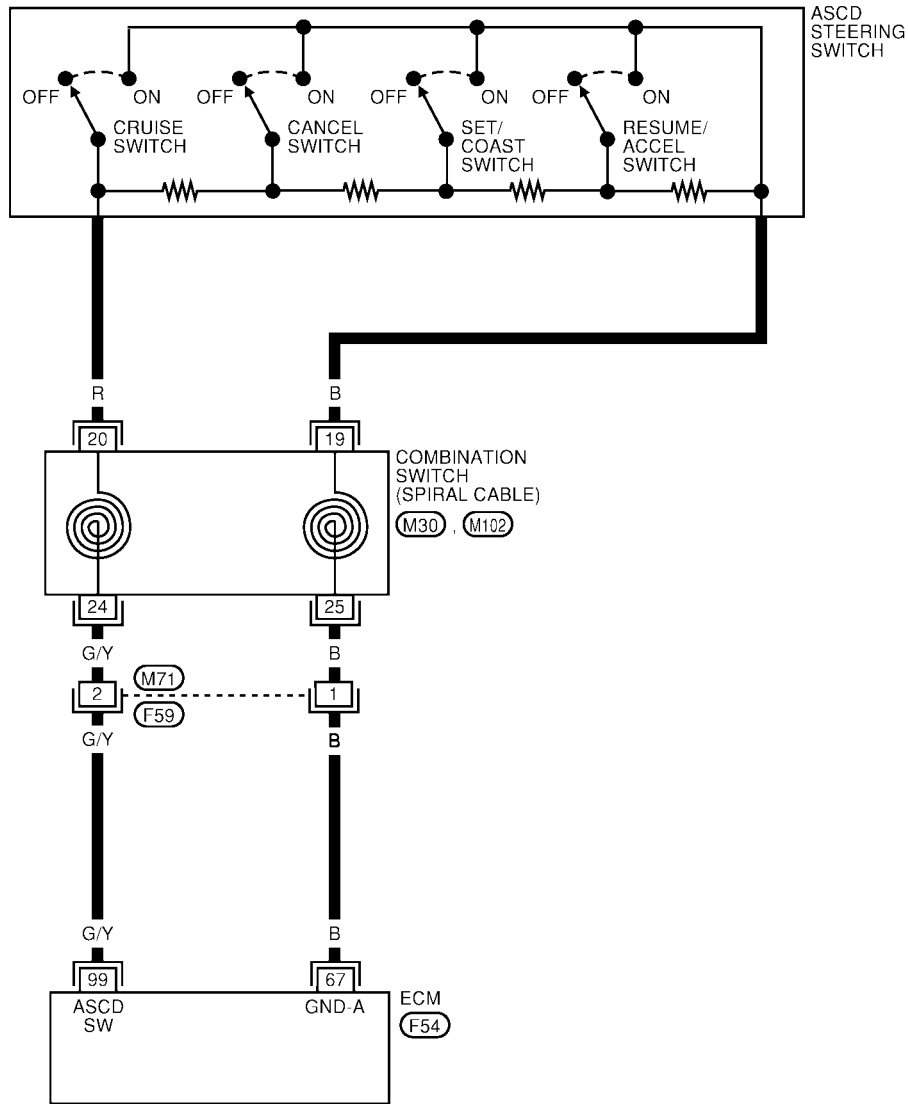 ASCD
STEERING
SWITCH
OFF ON
CRUISE
SWITCH
OFF ON
CANCEL
SWITCH
OFF ON
SET/
COAST
SWITCH
OFF ON
RESUME/
ACCEL
SWITCH
R B
20 19
COMBINATION
SWITCH
(SPIRAL CABLE)
M30 , M102
24 25
G/Y B
2 M71 1
F59
G/Y B
G/Y B
99 67
ASCD
SW
GND-A
ECM
F54